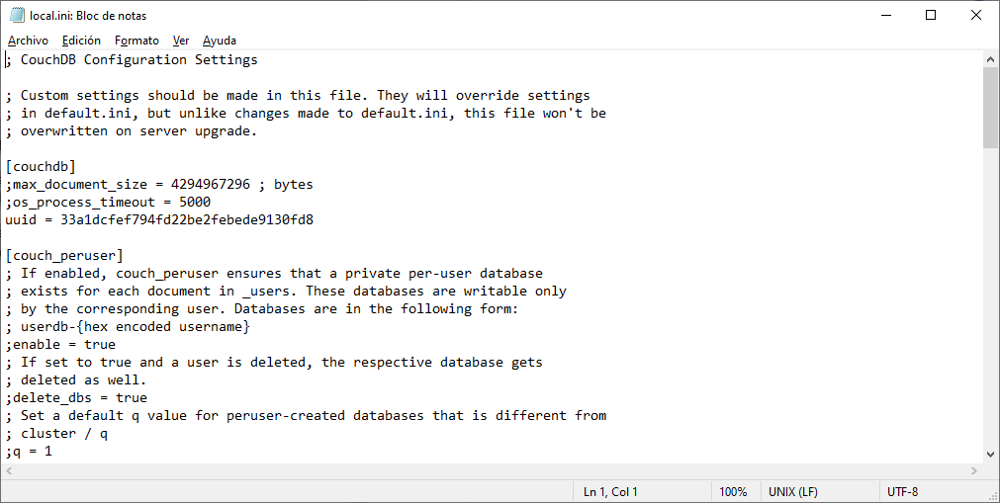 local.ini: Bloc de notas
Archivo Edición Formato Ver Ayuda
; CouchDB Configuration Settings

; Custom settings should be made in this file. They will override settings
; in default.ini, but unlike changes made to default.ini, this file won't be
; overwritten on server upgrade.

[couchdb]
;max_document_size = 4294967296 ; bytes
;os_process_timeout = 5000
uuid = 33a1dcfef794fd22be2febede9130fd8

[couch_peruser]
; If enabled, couch_peruser ensures that a private per-user database
; exists for each document in _users. These databases are writable only
; by the corresponding user. Databases are in the following form:
; userdb-{hex encoded username}
;enable = true
; If set to true and a user is deleted, the respective database gets
; deleted as well.
;delete_dbs = true
; Set a default q value for peruser-created databases that is different from
; cluster / q
;q = 1
Ln 1, Col 1 100% UNIX (LF) UTF-8